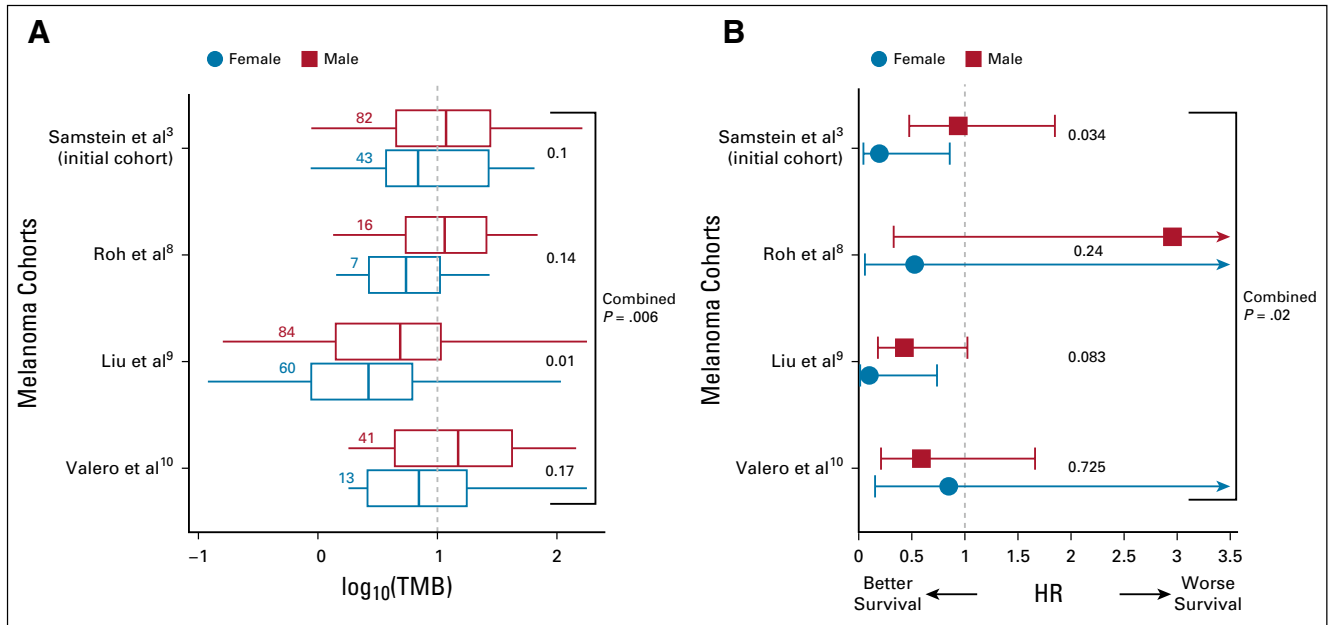 A
Female Male
Melanoma Cohorts
Samstein et al³
(initial cohort)
82
43
0.1
Roh et al⁸
16
7
0.14
Liu et al⁹
84
60
0.01
Valero et al¹⁰
41
13
0.17
Combined
P = .006
−1 0 1 2
log₁₀(TMB)
B
Female Male
Melanoma Cohorts
Samstein et al³
(initial cohort)
0.034
Roh et al⁸
0.24
Liu et al⁹
0.083
Valero et al¹⁰
0.725
Combined
P = .02
0 0.5 1 1.5 2 2.5 3 3.5
Better
Survival
HR
Worse
Survival